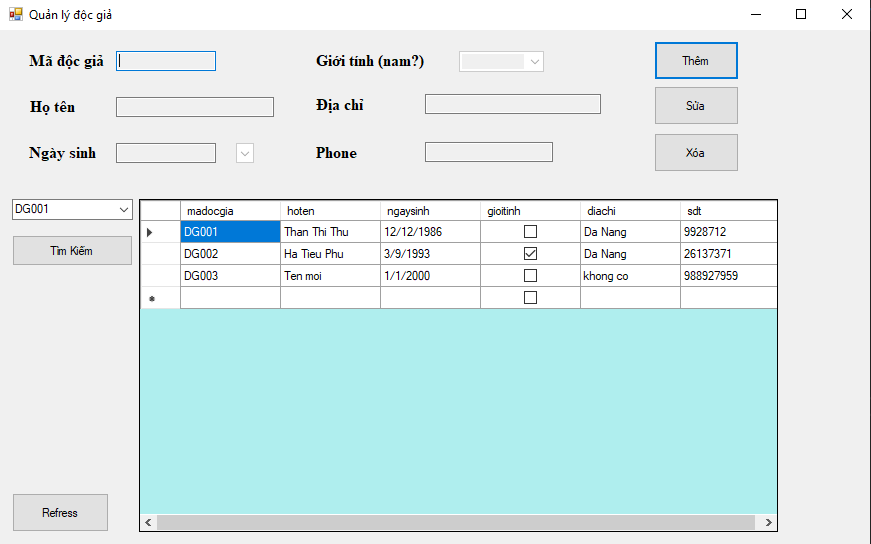 Quản lý độc giả
Mã độc giả
Giới tính (nam?)
Thêm
Họ tên
Địa chỉ
Sửa
Ngày sinh
Phone
Xóa
DG001
Tìm Kiếm
madocgia hoten ngaysinh gioitinh diachi sdt
DG001 Than Thi Thu 12/12/1986 Da Nang 9928712
DG002 Ha Tieu Phu 3/9/1993 Da Nang 26137371
DG003 Ten moi 1/1/2000 khong co 988927959
Refress